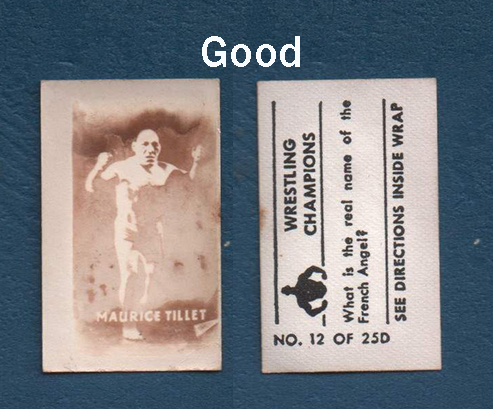 Good
MAURICE TILLET
WRESTLING
CHAMPIONS
What is the real name of the
French Angel?
SEE DIRECTIONS INSIDE WRAP
NO. 12 OF 25D